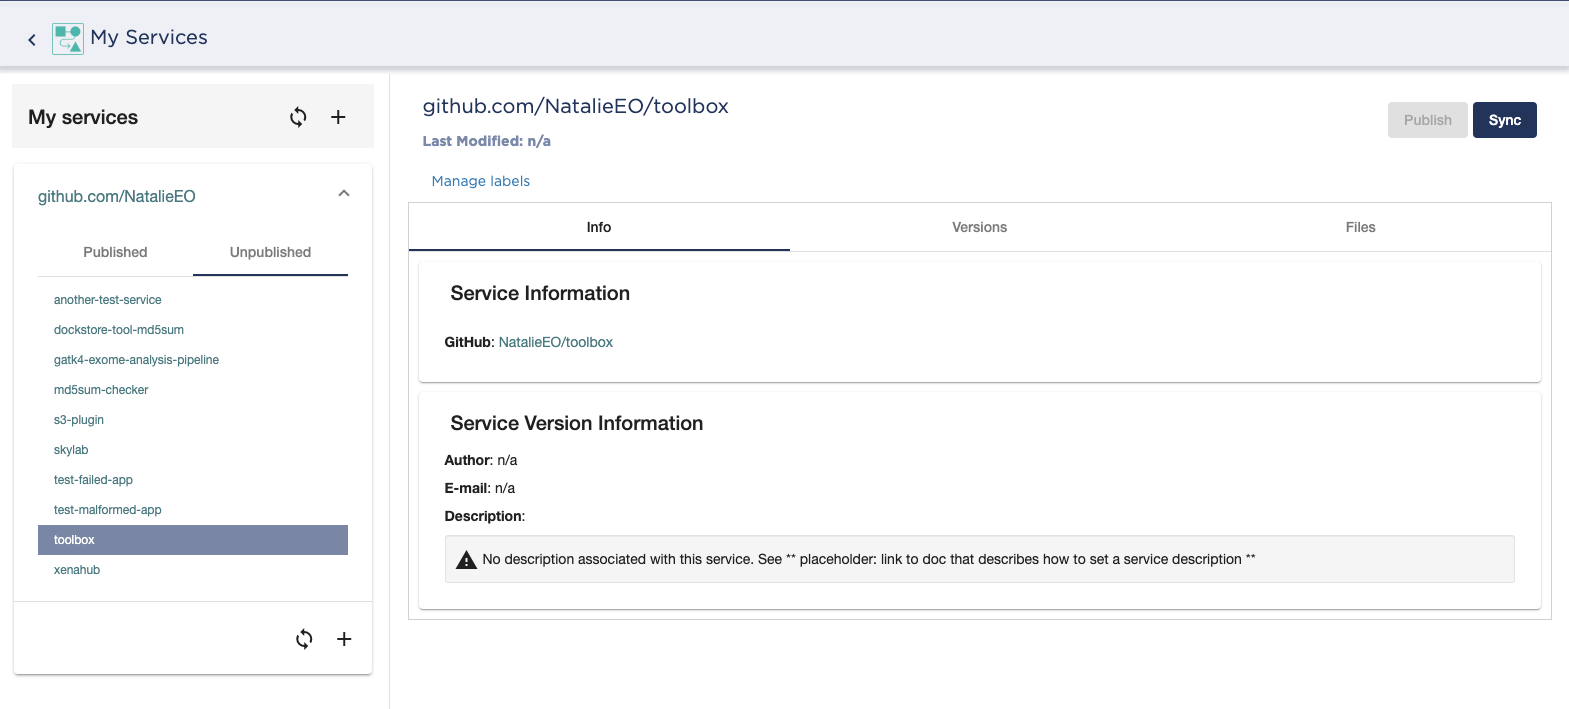 My Services
My services
github.com/NatalieEO
Published Unpublished
another-test-service
dockstore-tool-md5sum
gatk4-exome-analysis-pipeline
md5sum-checker
s3-plugin
skylab
test-failed-app
test-malformed-app
toolbox
xenahub
github.com/NatalieEO/toolbox
Last Modified: n/a
Publish Sync
Manage labels
Info Versions Files
Service Information
GitHub: NatalieEO/toolbox
Service Version Information
Author: n/a
E-mail: n/a
Description:
No description associated with this service. See ** placeholder: link to doc that describes how to set a service description **